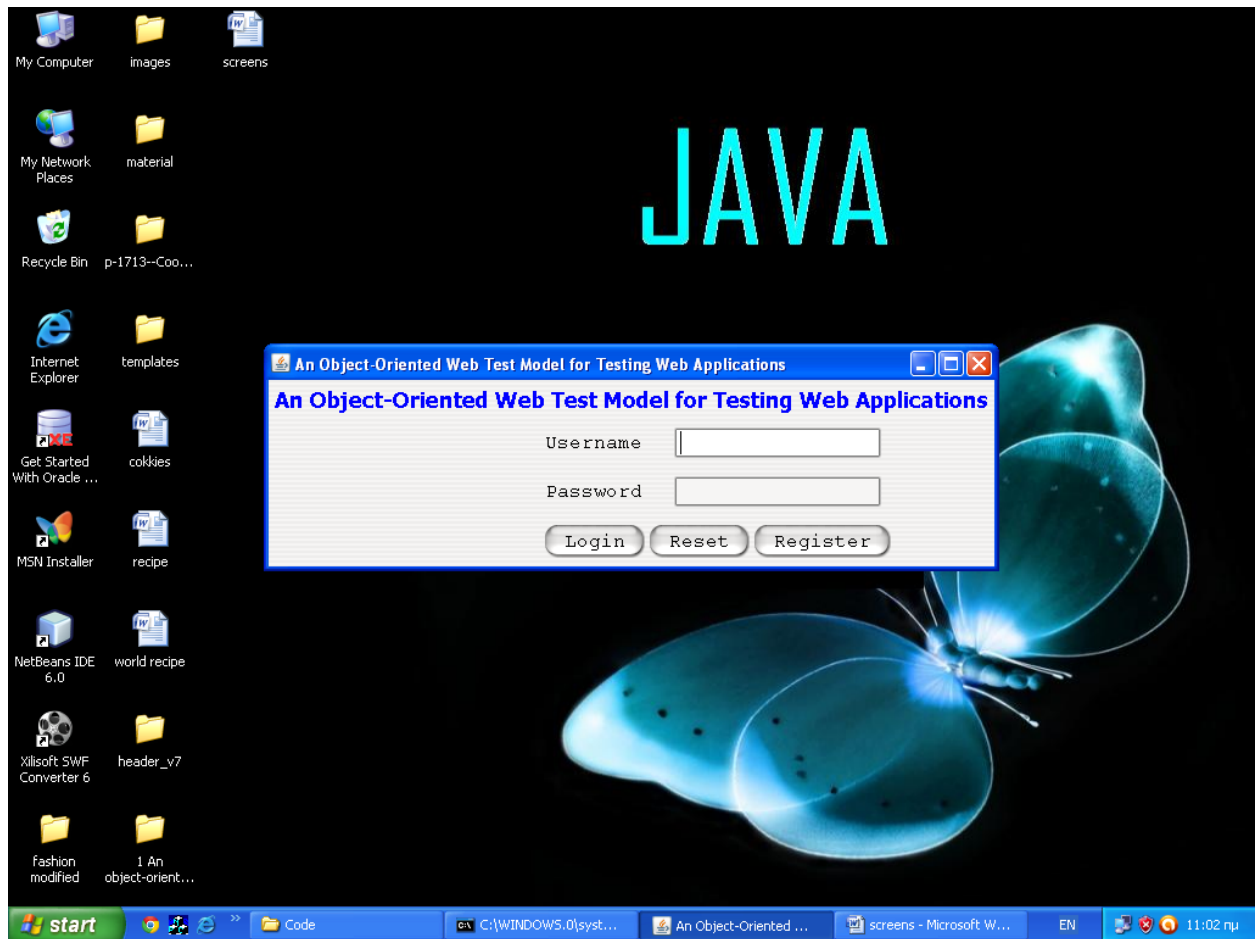 My Computer
images
screens
My Network
Places
material
Recycle Bin
p-1713--Coo...
Internet
Explorer
templates
Get Started
With Oracle ...
cokkies
MSN Installer
recipe
NetBeans IDE
6.0
world recipe
Xilisoft SWF
Converter 6
header_v7
fashion
modified
1 An
object-orient...
JAVA
An Object-Oriented Web Test Model for Testing Web Applications
An Object-Oriented Web Test Model for Testing Web Applications
Username
Password
Login Reset Register
start » Code C:\WINDOWS.0\syst... An Object-Oriented ... screens - Microsoft W... EN 11:02 πμ